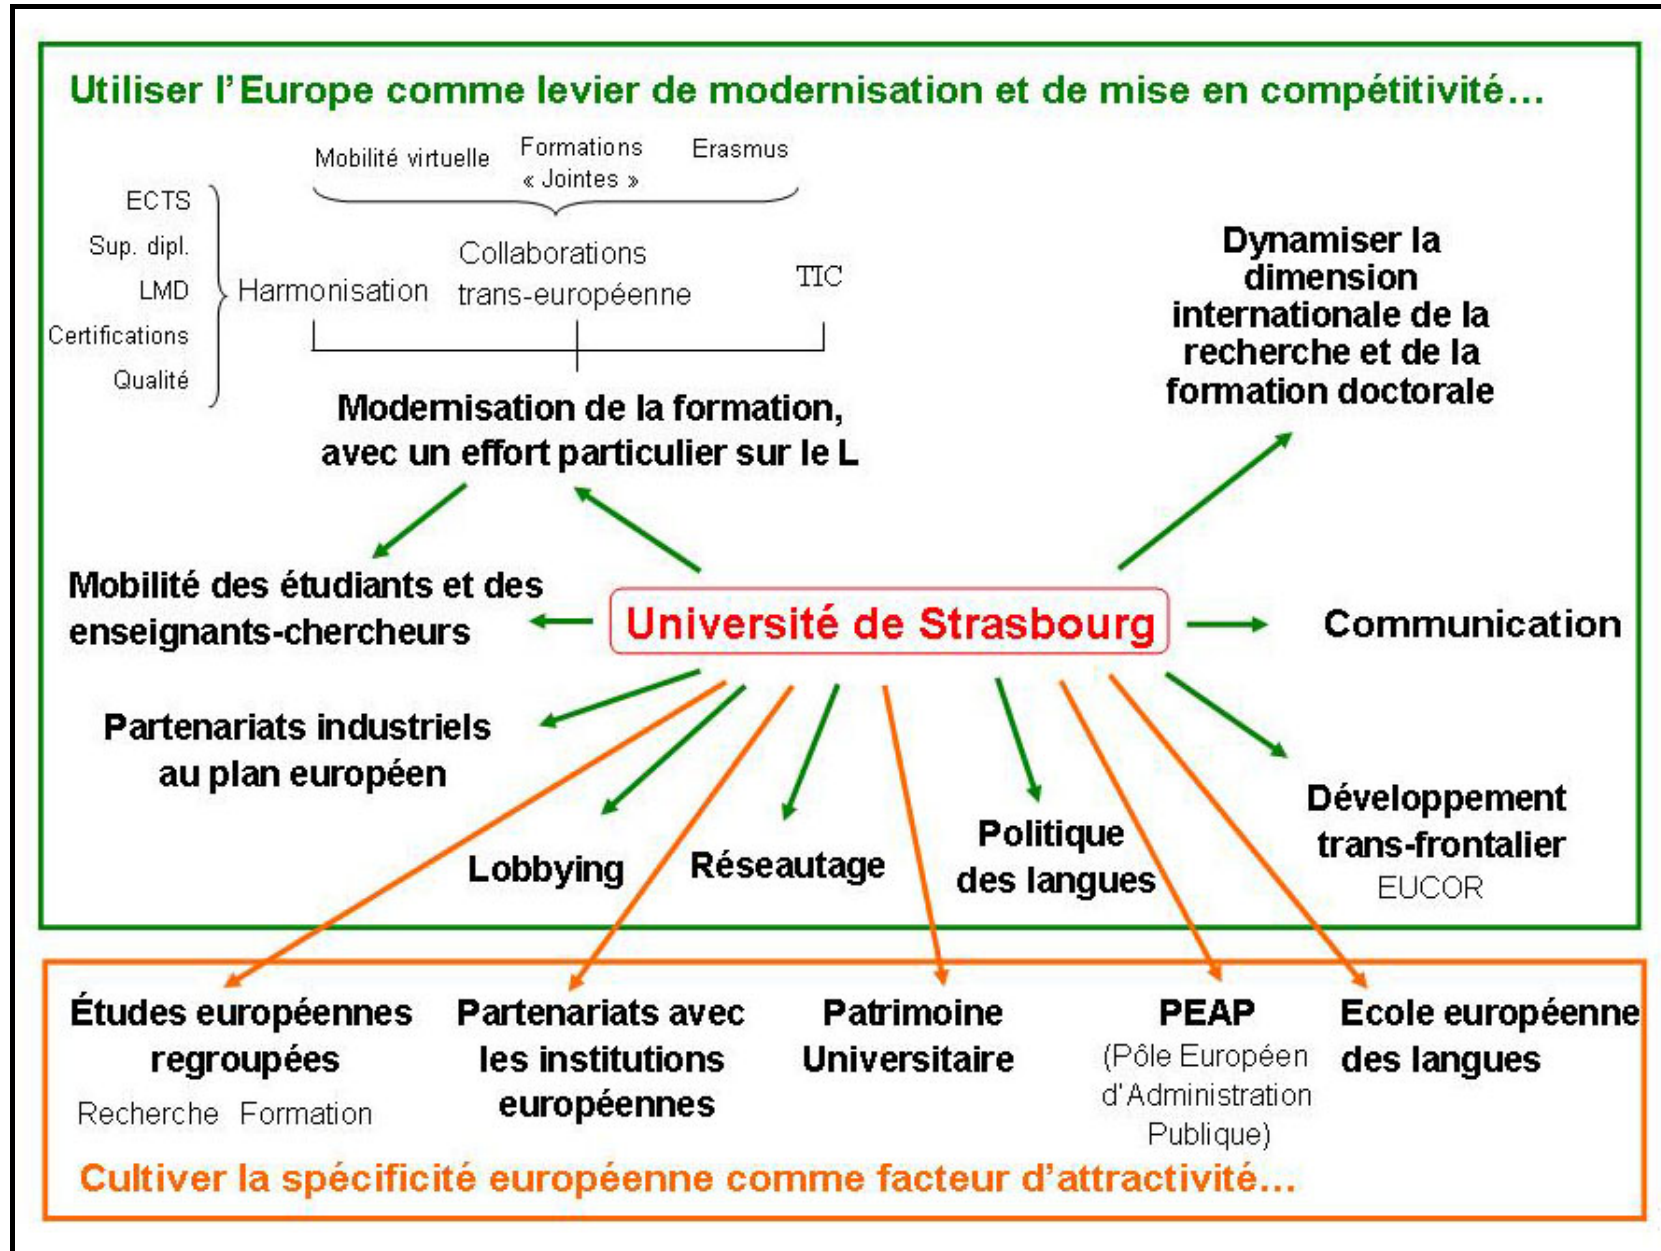 Utiliser l'Europe comme levier de modernisation et de mise en compétitivité…
Mobilité virtuelle
Formations
« Jointes »
Erasmus
ECTS
Sup. dipl.
LMD
Certifications
Qualité
Harmonisation
Collaborations
trans-européenne
TIC
Modernisation de la formation,
avec un effort particulier sur le L
Dynamiser la
dimension
internationale de la
recherche et de la
formation doctorale
Mobilité des étudiants et des
enseignants-chercheurs
Université de Strasbourg
Communication
Partenariats industriels
au plan européen
Lobbying
Réseautage
Politique
des langues
Développement
trans-frontalier
EUCOR
Études européennes
regroupées
Recherche Formation
Partenariats avec
les institutions
européennes
Patrimoine
Universitaire
PEAP
(Pôle Européen
d'Administration
Publique)
Ecole européenne
des langues
Cultiver la spécificité européenne comme facteur d'attractivité…